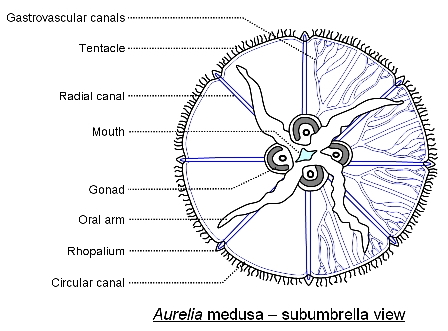 Gastrovascular canals
Tentacle
Radial canal
Mouth
Gonad
Oral arm
Rhopalium
Circular canal
Aurelia medusa – subumbrella view